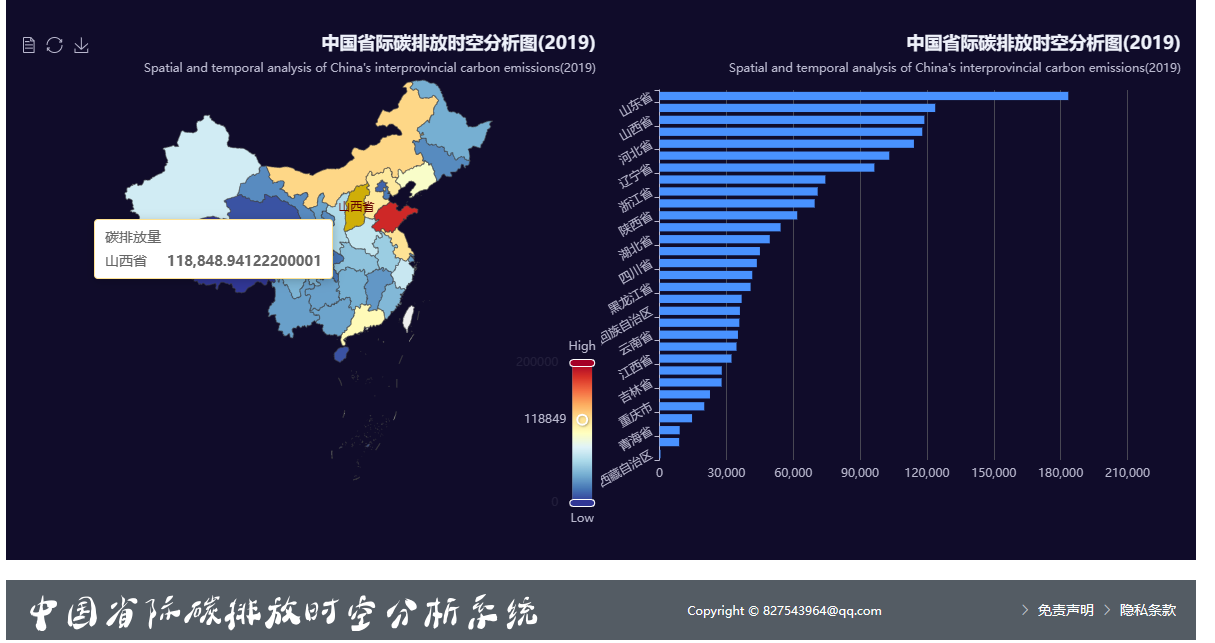 中国省际碳排放时空分析图(2019)
Spatial and temporal analysis of China's interprovincial carbon emissions(2019)
山西省
碳排放量
山西省 118,848.94122200001
High
200000
118849
0
Low
中国省际碳排放时空分析图(2019)
Spatial and temporal analysis of China's interprovincial carbon emissions(2019)
山东省
山西省
河北省
辽宁省
浙江省
陕西省
湖北省
四川省
黑龙江省
回族自治区
云南省
江西省
吉林省
重庆市
青海省
西藏自治区
0 30,000 60,000 90,000 120,000 150,000 180,000 210,000
中国省际碳排放时空分析系统
Copyright © 827543964@qq.com
免责声明
隐私条款